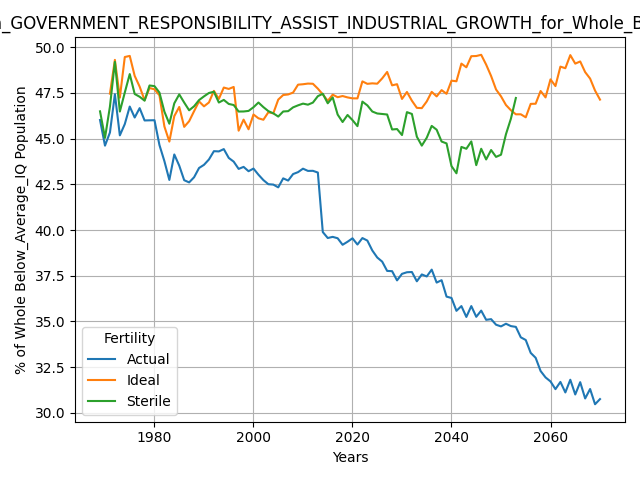 _GOVERNMENT_RESPONSIBILITY_ASSIST_INDUSTRIAL_GROWTH_for_Whole_B
50.0
47.5
45.0
42.5
40.0
37.5
35.0
32.5
30.0
% of Whole Below_Average_IQ Population
Fertility
Actual
Ideal
Sterile
1980
2000
2020
2040
2060
Years